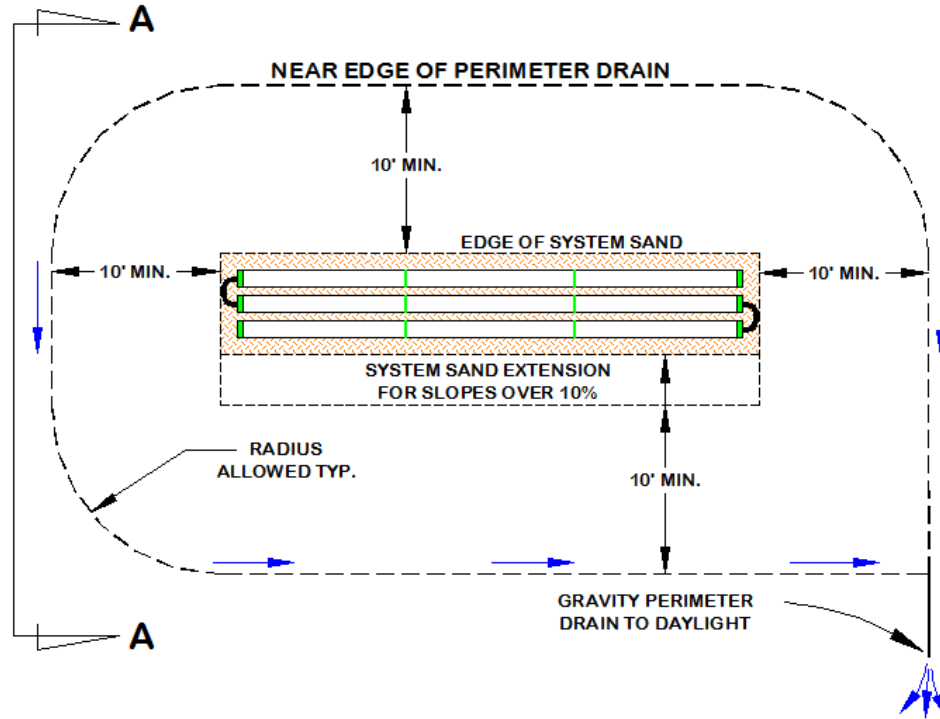 A
NEAR EDGE OF PERIMETER DRAIN
10' MIN.
EDGE OF SYSTEM SAND
10' MIN.
10' MIN.
SYSTEM SAND EXTENSION
FOR SLOPES OVER 10%
RADIUS
ALLOWED TYP.
10' MIN.
GRAVITY PERIMETER
DRAIN TO DAYLIGHT
A